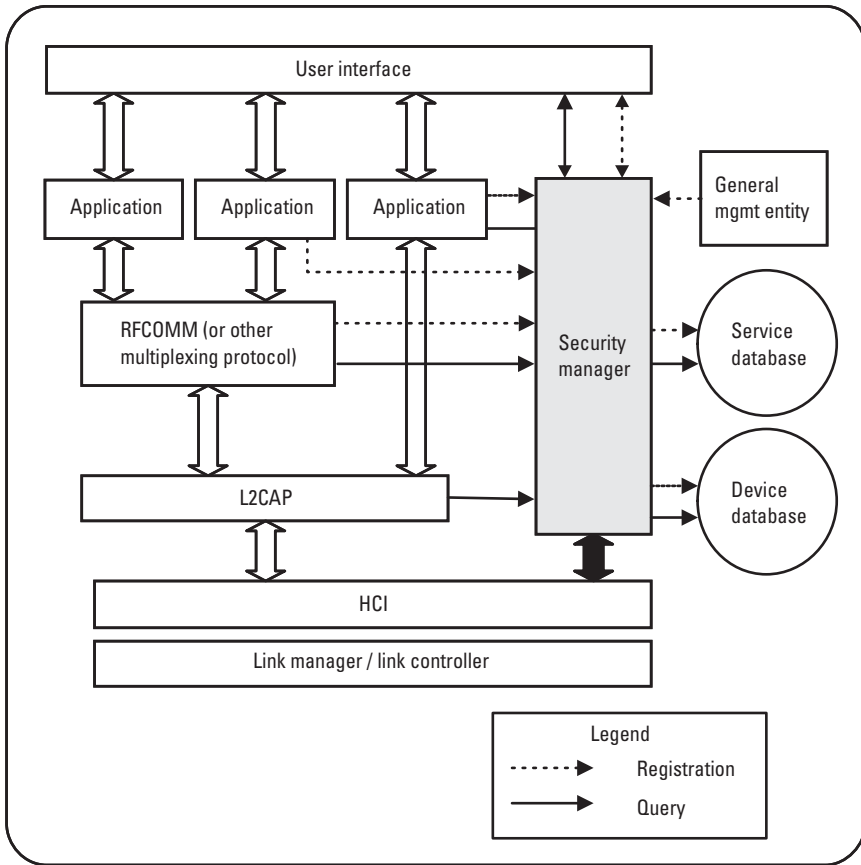 User interface
Application
Application
Application
General
mgmt entity
RFCOMM (or other
multiplexing protocol)
Security
manager
Service
database
L2CAP
Device
database
HCI
Link manager / link controller
Legend
Registration
Query